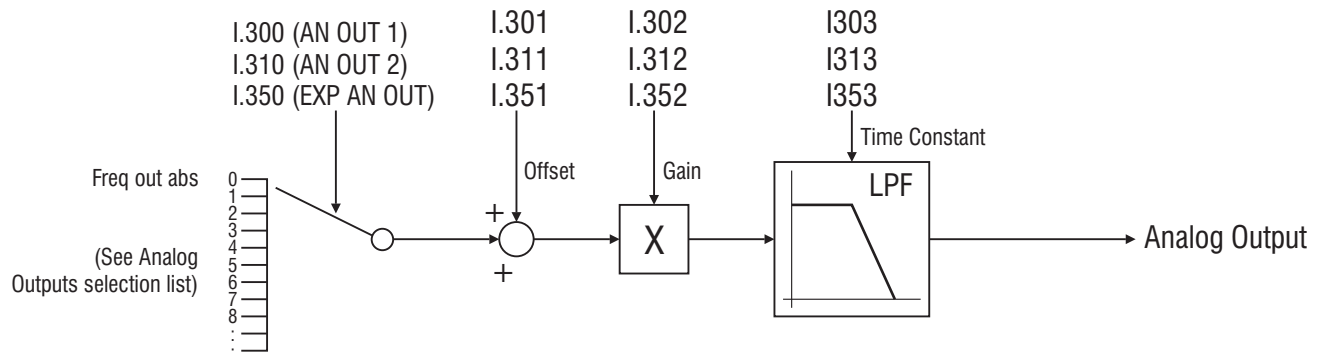 I.300 (AN OUT 1)
I.310 (AN OUT 2)
I.350 (EXP AN OUT)
I.301
I.311
I.351
I.302
I.312
I.352
I303
I313
I353
Time Constant
Offset
Gain
Freq out abs
(See Analog
Outputs selection list)
0
1
2
3
4
5
6
7
8
:
+
+
X
LPF
Analog Output